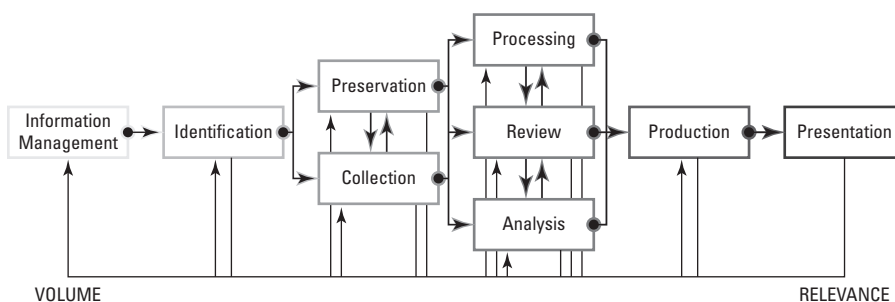 Processing
Preservation
Information
Management
Identification
Review
Production
Presentation
Collection
Analysis
VOLUME
RELEVANCE